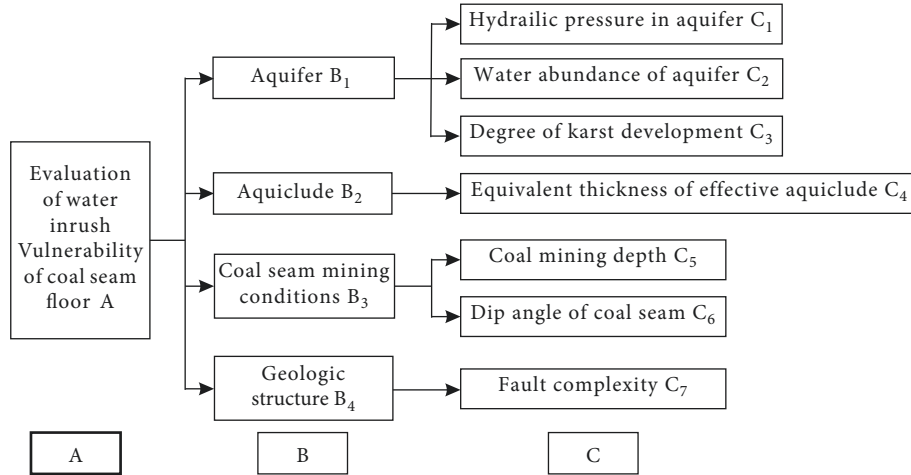 Evaluation
of water
inrush
Vulnerability
of coal seam
floor A
Aquifer B₁
Aquiclude B₂
Coal seam mining
conditions B₃
Geologic
structure B₄
Hydrailic pressure in aquifer C₁
Water abundance of aquifer C₂
Degree of karst development C₃
Equivalent thickness of effective aquiclude C₄
Coal mining depth C₅
Dip angle of coal seam C₆
Fault complexity C₇
A
B
C